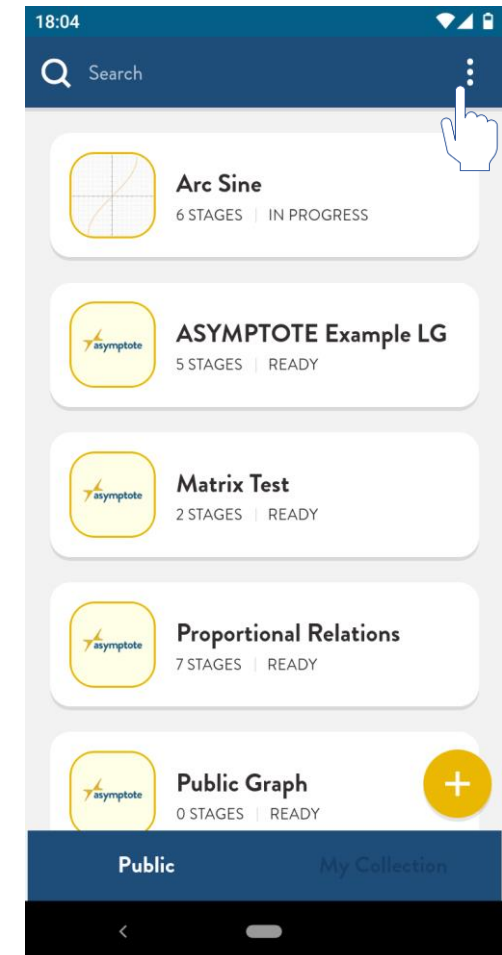 18:04
Search
Arc Sine
6 STAGES | IN PROGRESS
asymptote
ASYMPTOTE Example LG
5 STAGES | READY
asymptote
Matrix Test
2 STAGES | READY
asymptote
Proportional Relations
7 STAGES | READY
asymptote
Public Graph
0 STAGES | READY
Public My Collection